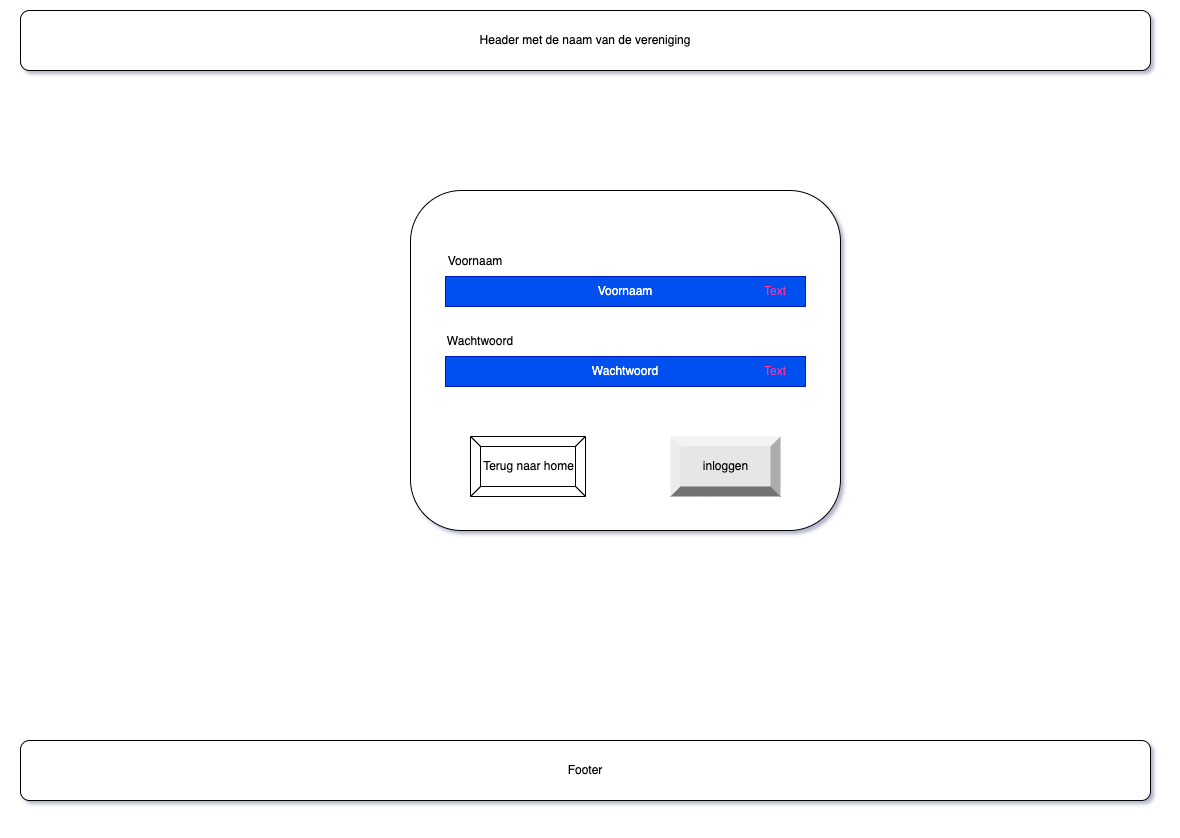 Header met de naam van de vereniging
Voornaam
Voornaam Text
Wachtwoord
Wachtwoord Text
Terug naar home inloggen
Footer